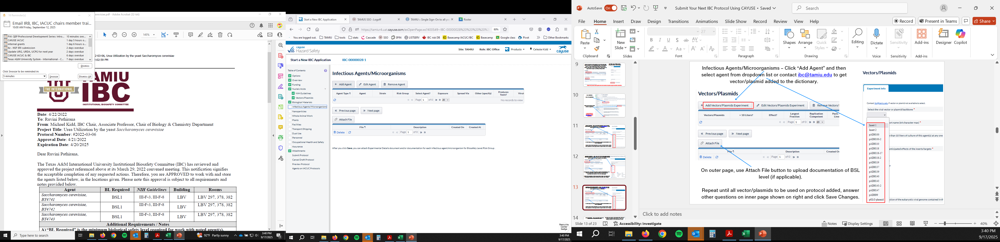 16 Reminder(s)
Email IRB, IBC, IACUC chairs member trai...
10:00 AM Friday, September 12, 2025
FW: QEP Professional Development Series: Intro... 10 minutes ove...
CAYUSE IACUC 1 day 5 hours o...
internal grants 1 day 6 hours o...
Ke - NSF ERI submission 2 days overdue
Update URG, URDA, UCPG for next year 2 days overdue
CAYUSE IACUC & IBC 6 days overdue
Texas A&M University System - International - C... 7 days overdue
Dismiss
Click Snooze to be reminded in:
5 minutes Snooze Dismiss All
erevisiae.pdf - Adobe Acrobat (32-bit)
145%
2-03-06, Urea Utilization by the yeast Saccharomyces cerevisiae
2:02:59 PM
TAMIU
THE INTERNATIONAL
IBC
INSTITUTIONAL BIOSAFETY COMMITTEE
Date: 4/22/2022
To: Ruvini Pathirana
From: Michael Kidd, IBC Chair, Associate Professor, Chair of Biology & Chemistry Department
Project Title: Urea Utilization by the yeast Saccharomyces cerevisiae
Protocol Number: #2022-03-06
Approval Date: 4/21/2022
Expiration Date: 4/20/2025
Dear Ruvini Pathirana,
The Texas A&M International University Institutional Biosafety Committee (IBC) has reviewed and
approved the project referenced above at its March 29, 2022 convened meeting. This notification signifies
the acceptable completion of any requested actions. Therefore, you are APPROVED to work with and store
the agents listed below, in the locations given. Please note this approval is subject to all requirements and
notes provided below.
Agent BL Required NIH Guidelines Building Rooms
Saccharomyces cerevisiae, BY4741 BSL1 III-F-3, III-F-8 LBV LBV 297, 378, 382
Saccharomyces cerevisiae, BY4742 BSL1 III-F-3, III-F-8 LBV LBV 297, 378, 382
Saccharomyces cerevisiae, BY4743 BSL1 III-F-3, III-F-8 LBV LBV 297, 378, 382
Additional Requirements / Notes
A) "BL Required" is the minimum biological safety level required for work with noted agent(s).
Type here to search
92°F Partly sunny
3:40 PM
9/17/2025
Start a New IBC Application
TAMUS SSO : Logoff
TAMIU :: Single Sign-On to all yo
Roster
https://tamiur4.uat.cayuse.com/esOpenPage.wc?400549~IBC-00000028%20%20%20%20%
80%
You are logged out. TAMIU tools stats Cascade SSO SPIN LISTSERV IBC risk DB Basecamp IACUC/IBC Basecamp Google class Pivot Other Bookmarks
cayuse
Hazard Safety
Site: TAMIU Role: IBC Office Products Celeste Kidd cayuse
Start a New IBC Application IBC-00000028 1
Table of Contents
Options
Overview
Funding
Nucleic Acids
NIH Guidelines
Vectors/Plasmids
Biological Materials
Infectious Agents/Microorganisms
Nanoparticles
Whole Animal Work
Plants
Facilities
Transport/Shipping
Dual Use
Personnel
Occupational Health and Safety
Assurance
Attachments
Submit Protocol
Cancel Draft Protocol
Preview Protocol
Agents on IACUC Protocols
Infectious Agents/Microorganisms
+ Add Agent Edit Agent Remove Agent
Agent Type Agent Strain Risk Group Select Agent? Exposure Spread Via Other (specify) Produces Toxin? Virul
Page 1 of 0 20 No records to view
« Previous page » Next page
Attach File
File Description Created On Created At
Delete Page 1 of 0
After you click Save, you can attach Experimental Details document and/or documentation for each infectious agent/microorganism for Biosafety Level/Risk Group.
Resource
Center
badge
3:40 PM
9/17/2025
AutoSave On Submit Your Next IBC Protocol Using CAYUSE • Saved Search
File Home Insert Draw Design Transitions Animations Slide Show Record Review View Help Record Present in Teams Share
27
Paste New Slide Shapes Arrange Quick Styles Editing Dictate Sensitivity Add-ins Designer Copilot
Clipboard Slides Font Paragraph Drawing Voice Sensitivity Add-ins
9
10
11
12
13
14
Infectious Agents/Microorganisms – Click "Add Agent" and then
select agent from dropdown list or contact ibc@tamiu.edu to get
vector/plasmid added to the dictionary.
Vectors/Plasmids
+ Add Vectors/Plasmids Experiment Edit Vectors/Plasmids Experiment Remove Vectors/
Vectors/Plasmids > 10 Liters? Effect? Largest Fraction Replication Competent Pack. Line
Page 1 of 0 20
« Previous page » Next page
Attach File
File Description Created On
Delete Page 1 of 0
On outer page, use Attach File button to upload documentation of BSL
level (if applicable).
Repeat until all vector/plasmids to be used on protocol added, answer
other questions on inner page shown on right and click Save Changes.
Vectors/Plasmids
Experiment Info
Contact ibc@tamiu.edu if vector or plamid not available to select.
Select the viral vector or plasmid backbone *
ort name (64 character max) *
e than 10 liters of culture of this agent(s) at any one
anticipated effects of the inserts/targets *
ction of the eukaryotic viral genome contained in th
Insert 1
Insert 2
pADH100
pADH100-2
pADH110
pADH118
pADH118-17
pADH118-2
pADH119
pADH137
pADH139
pADH140
pADH143
pADH143-2
pADH147
pADH99
pGLO plasmid
Click to add notes
Slide 13 of 23 Accessibility: Investigate Notes Display Settings 40%
3:40 PM
9/17/2025